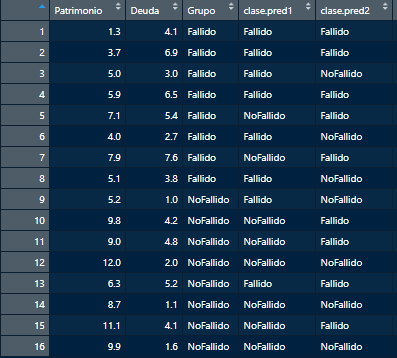 Patrimonio Deuda Grupo clase.pred1 clase.pred2
1 1.3 4.1 Fallido Fallido Fallido
2 3.7 6.9 Fallido Fallido Fallido
3 5.0 3.0 Fallido Fallido NoFallido
4 5.9 6.5 Fallido Fallido Fallido
5 7.1 5.4 Fallido NoFallido Fallido
6 4.0 2.7 Fallido Fallido NoFallido
7 7.9 7.6 Fallido NoFallido Fallido
8 5.1 3.8 Fallido Fallido NoFallido
9 5.2 1.0 NoFallido NoFallido Fallido
10 9.8 4.2 NoFallido NoFallido Fallido
11 9.0 4.8 NoFallido NoFallido Fallido
12 12.0 2.0 NoFallido NoFallido NoFallido
13 6.3 5.2 NoFallido Fallido Fallido
14 8.7 1.1 NoFallido NoFallido NoFallido
15 11.1 4.1 NoFallido NoFallido Fallido
16 9.9 1.6 NoFallido NoFallido NoFallido